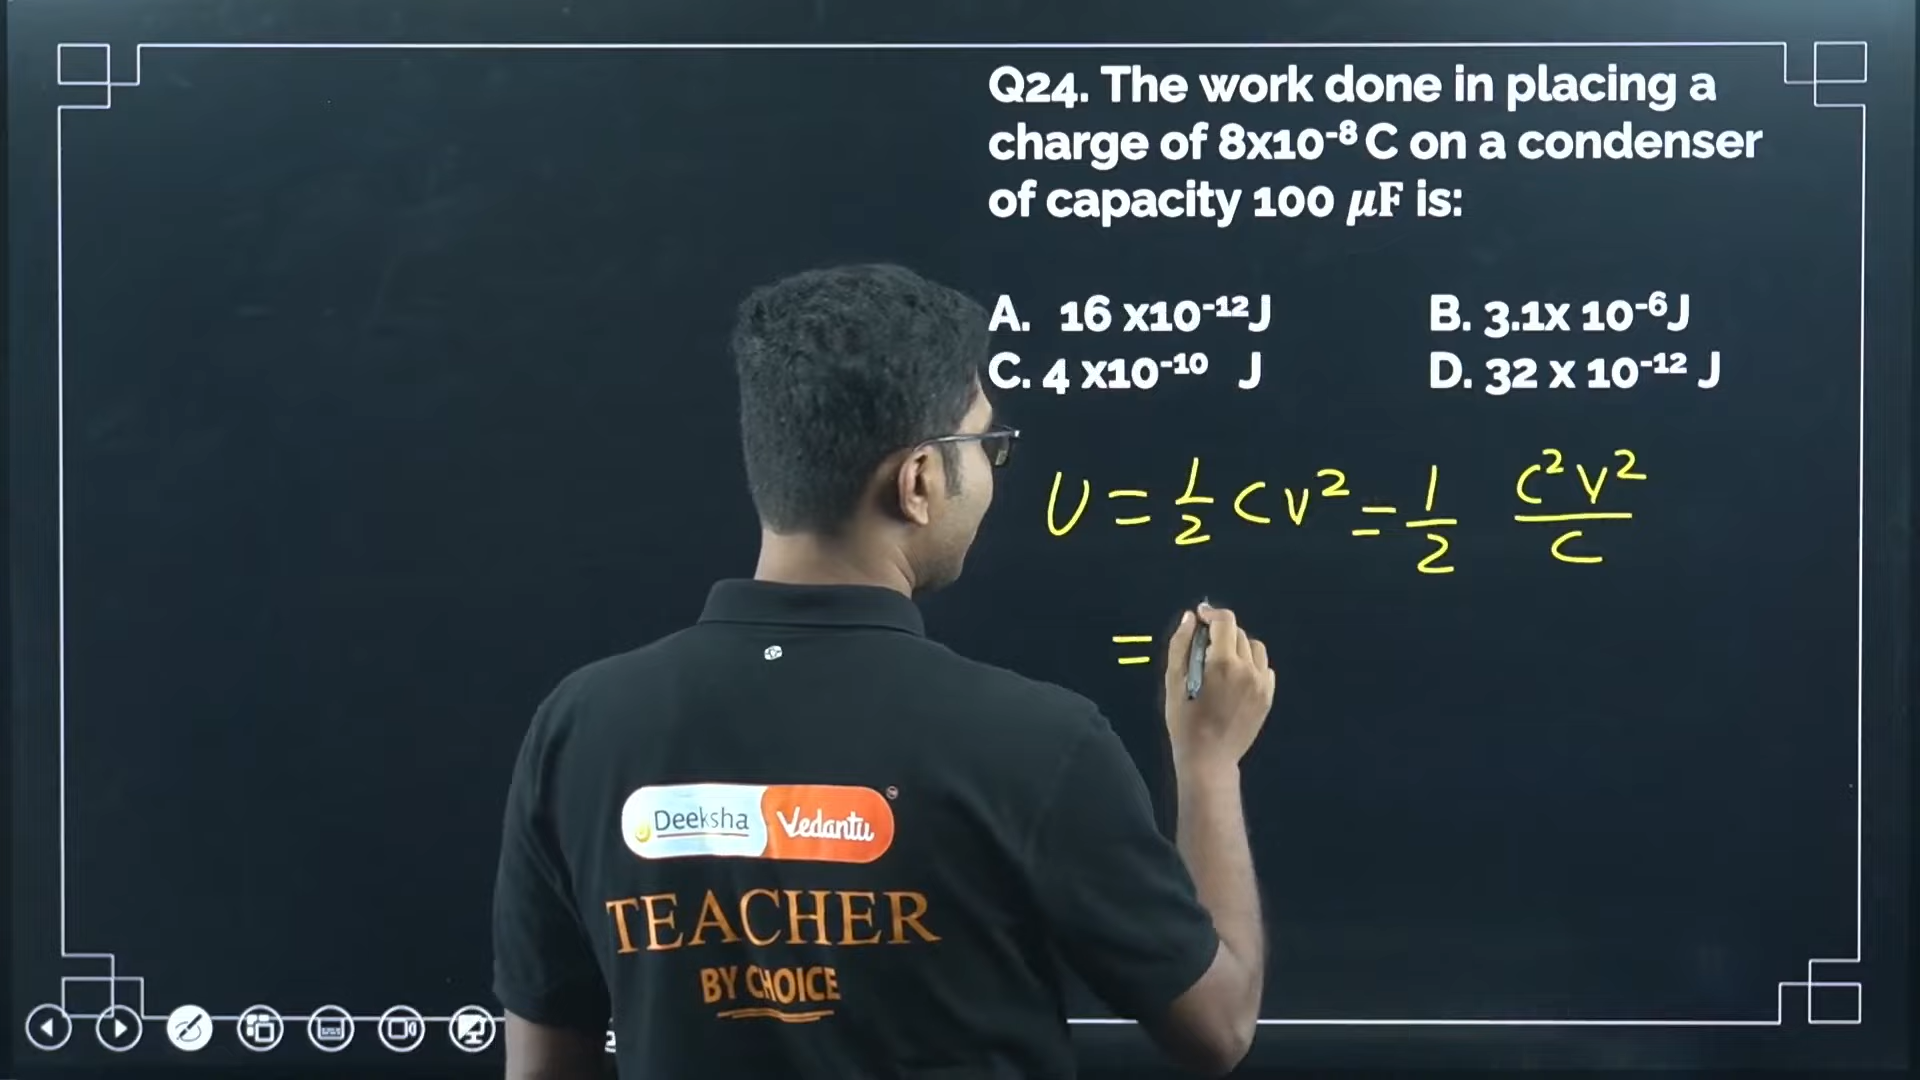 Q24. The work done in placing a
charge of 8x10⁻⁸ C on a condenser
of capacity 100 μF is:
A. 16 x10⁻¹² J
B. 3.1x 10⁻⁶ J
C. 4 x10⁻¹⁰ J
D. 32 x 10⁻¹² J
U = 1/2 CV² = 1/2 C²V²/C
=
Deeksha Vedantu
TEACHER
BY CHOICE